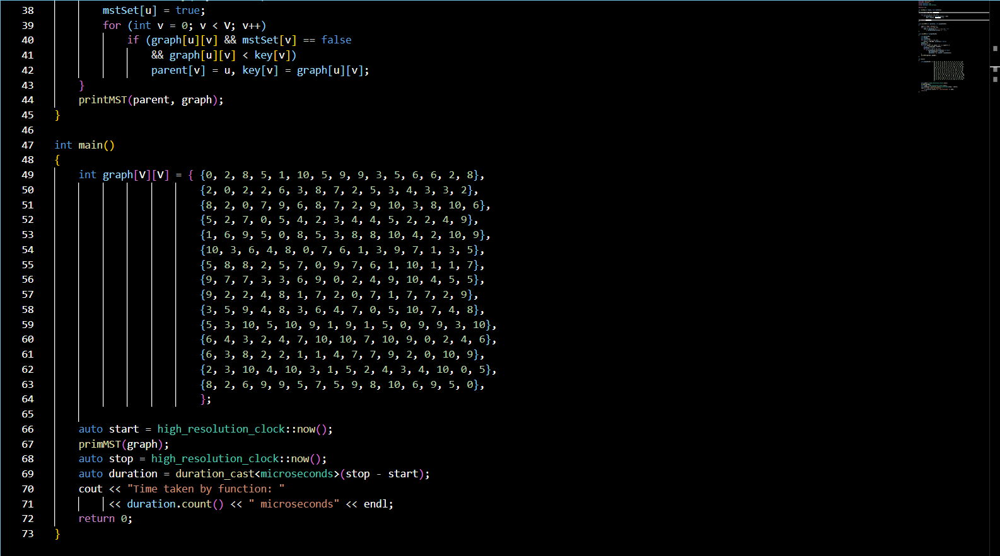 38 mstSet[u] = true;
39 for (int v = 0; v < V; v++)
40 if (graph[u][v] && mstSet[v] == false
41 && graph[u][v] < key[v])
42 parent[v] = u, key[v] = graph[u][v];
43 }
44 printMST(parent, graph);
45 }
46
47 int main()
48 {
49 int graph[V][V] = { {0, 2, 8, 5, 1, 10, 5, 9, 9, 3, 5, 6, 6, 2, 8},
50 {2, 0, 2, 2, 6, 3, 8, 7, 2, 5, 3, 4, 3, 3, 2},
51 {8, 2, 0, 7, 9, 6, 8, 7, 2, 9, 10, 3, 8, 10, 6},
52 {5, 2, 7, 0, 5, 4, 2, 3, 4, 4, 5, 2, 2, 4, 9},
53 {1, 6, 9, 5, 0, 8, 5, 3, 8, 8, 10, 4, 2, 10, 9},
54 {10, 3, 6, 4, 8, 0, 7, 6, 1, 3, 9, 7, 1, 3, 5},
55 {5, 8, 8, 2, 5, 7, 0, 9, 7, 6, 1, 10, 1, 1, 7},
56 {9, 7, 7, 3, 3, 6, 9, 0, 2, 4, 9, 10, 4, 5, 5},
57 {9, 2, 2, 4, 8, 1, 7, 2, 0, 7, 1, 7, 7, 2, 9},
58 {3, 5, 9, 4, 8, 3, 6, 4, 7, 0, 5, 10, 7, 4, 8},
59 {5, 3, 10, 5, 10, 9, 1, 9, 1, 5, 0, 9, 9, 3, 10},
60 {6, 4, 3, 2, 4, 7, 10, 10, 7, 10, 9, 0, 2, 4, 6},
61 {6, 3, 8, 2, 2, 1, 1, 4, 7, 7, 9, 2, 0, 10, 9},
62 {2, 3, 10, 4, 10, 3, 1, 5, 2, 4, 3, 4, 10, 0, 5},
63 {8, 2, 6, 9, 9, 5, 7, 5, 9, 8, 10, 6, 9, 5, 0},
64 };
65
66 auto start = high_resolution_clock::now();
67 primMST(graph);
68 auto stop = high_resolution_clock::now();
69 auto duration = duration_cast<microseconds>(stop - start);
70 cout << "Time taken by function: "
71 << duration.count() << " microseconds" << endl;
72 return 0;
73 }